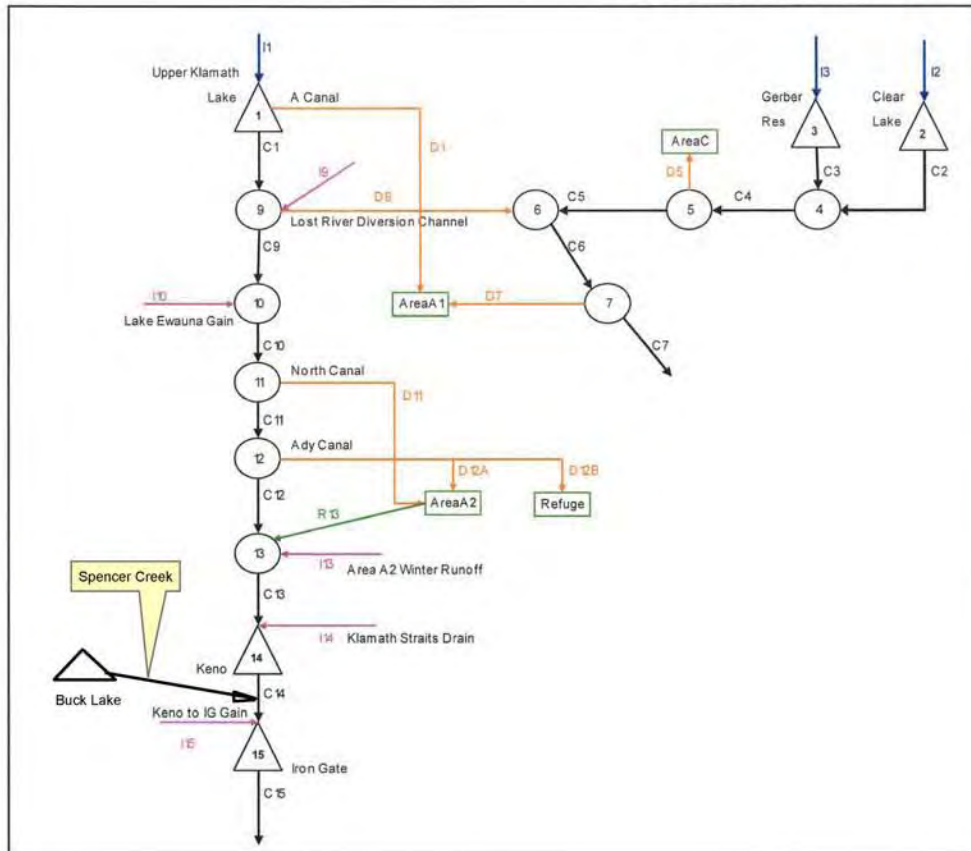 I1
Upper Klamath
Lake
1
A Canal
D1
C1
I9
I3
I2
Gerber
Res
3
Clear
Lake
2
AreaC
D5
C3
C2
9
D8
Lost River Diversion Channel
6
C5
5
C4
4
C9
C6
I10
Lake Ewauna Gain
10
AreaA1
D7
7
C7
C10
11
North Canal
D11
C11
12
Ady Canal
D12A
D12B
C12
AreaA2
Refuge
R13
13
I13
Area A2 Winter Runoff
C13
Spencer Creek
I14
Klamath Straits Drain
14
Keno
C14
Buck Lake
Keno to IG Gain
I15
15
Iron Gate
C15